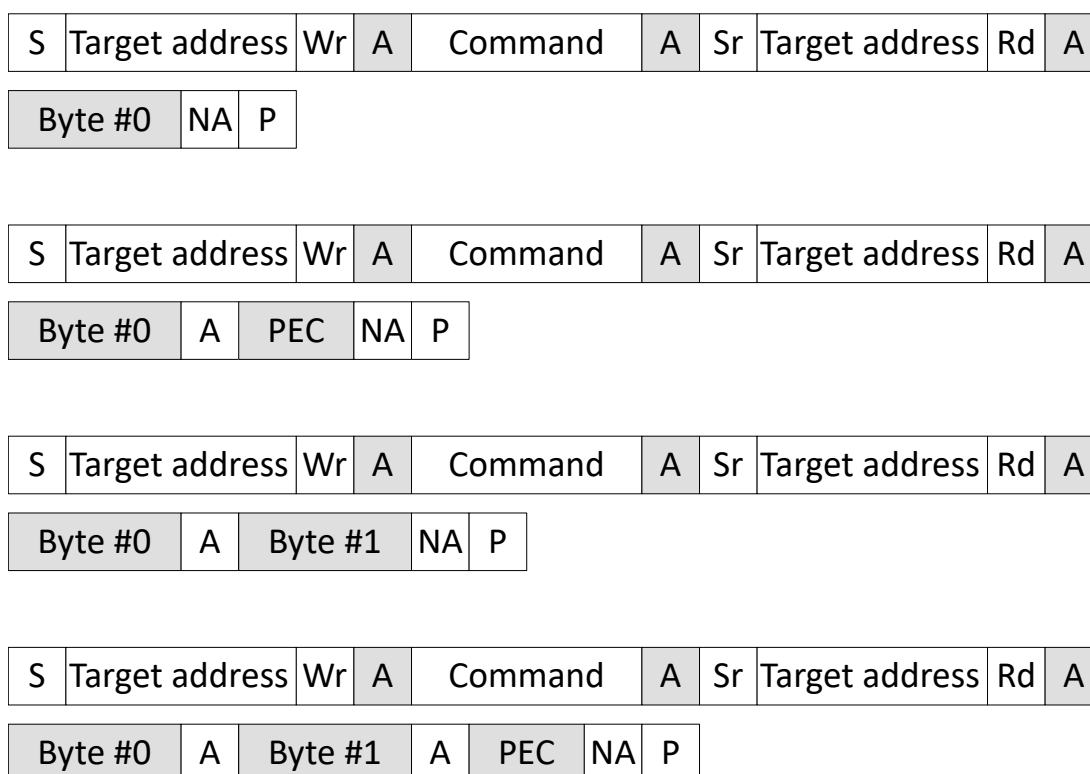 S Target address Wr A Command A Sr Target address Rd A
Byte #0 NA P
S Target address Wr A Command A Sr Target address Rd A
Byte #0 A PEC NA P
S Target address Wr A Command A Sr Target address Rd A
Byte #0 A Byte #1 NA P
S Target address Wr A Command A Sr Target address Rd A
Byte #0 A Byte #1 A PEC NA P